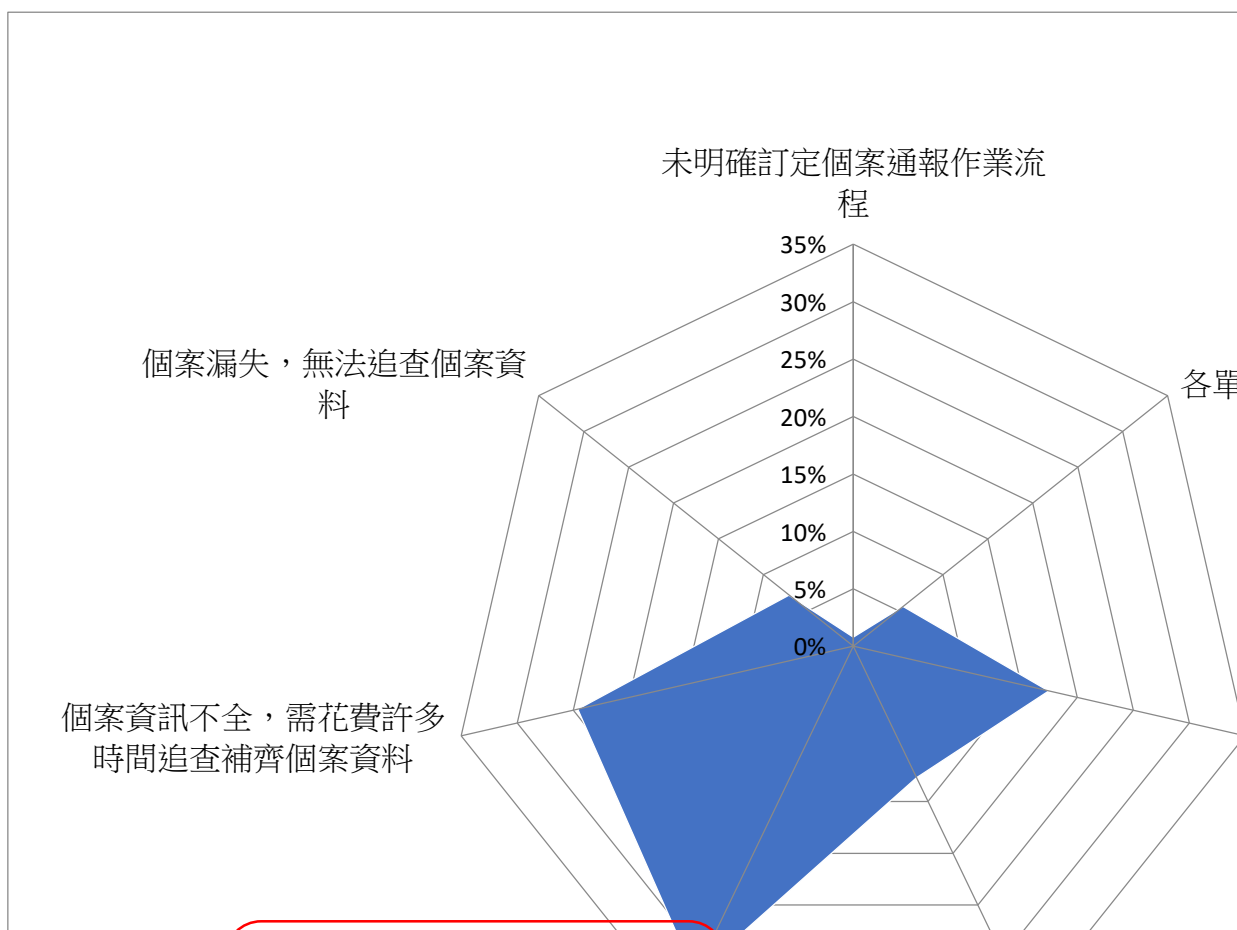 未明確訂定個案通報作業流
程
35%
30%
25%
20%
15%
10%
5%
0%
個案漏失，無法追查個案資
料
各單
個案資訊不全，需花費許多
時間追查補齊個案資料